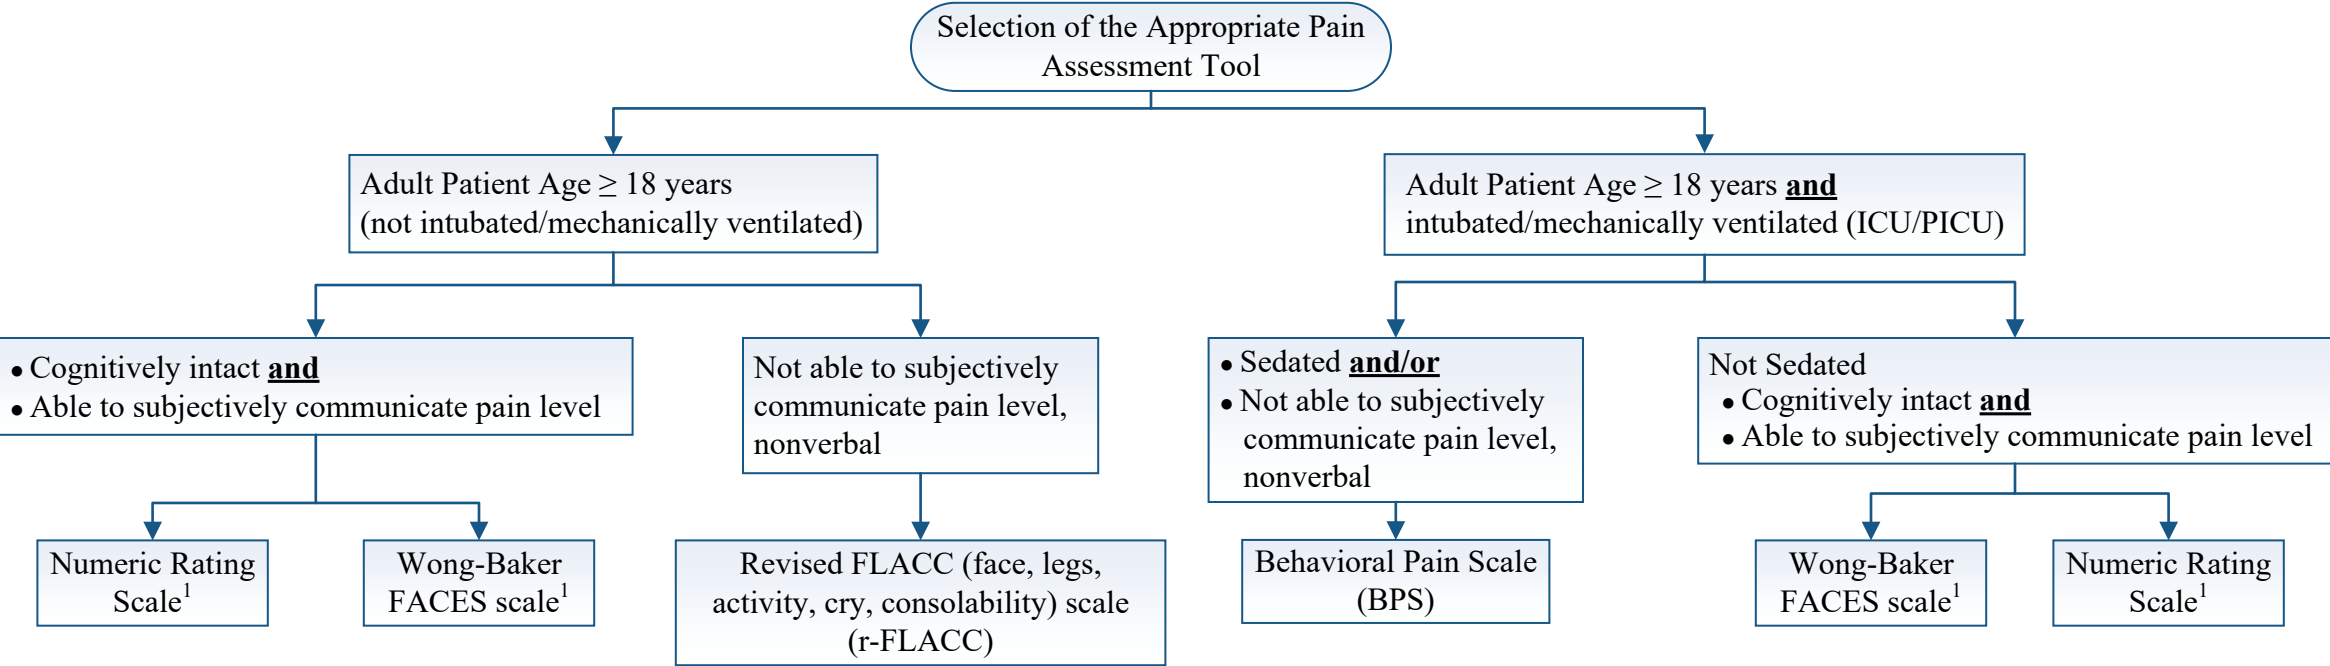 Selection of the Appropriate Pain
Assessment Tool
Adult Patient Age ≥ 18 years
(not intubated/mechanically ventilated)
Adult Patient Age ≥ 18 years and
intubated/mechanically ventilated (ICU/PICU)
• Cognitively intact and
• Able to subjectively communicate pain level
Not able to subjectively
communicate pain level,
nonverbal
• Sedated and/or
• Not able to subjectively
communicate pain level,
nonverbal
Not Sedated
• Cognitively intact and
• Able to subjectively communicate pain level
Numeric Rating
Scale¹
Wong-Baker
FACES scale¹
Revised FLACC (face, legs,
activity, cry, consolability) scale
(r-FLACC)
Behavioral Pain Scale
(BPS)
Wong-Baker
FACES scale¹
Numeric Rating
Scale¹